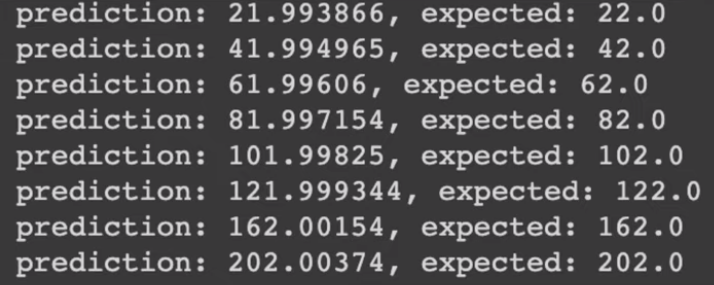 prediction: 21.993866, expected: 22.0
prediction: 41.994965, expected: 42.0
prediction: 61.99606, expected: 62.0
prediction: 81.997154, expected: 82.0
prediction: 101.99825, expected: 102.0
prediction: 121.999344, expected: 122.0
prediction: 162.00154, expected: 162.0
prediction: 202.00374, expected: 202.0